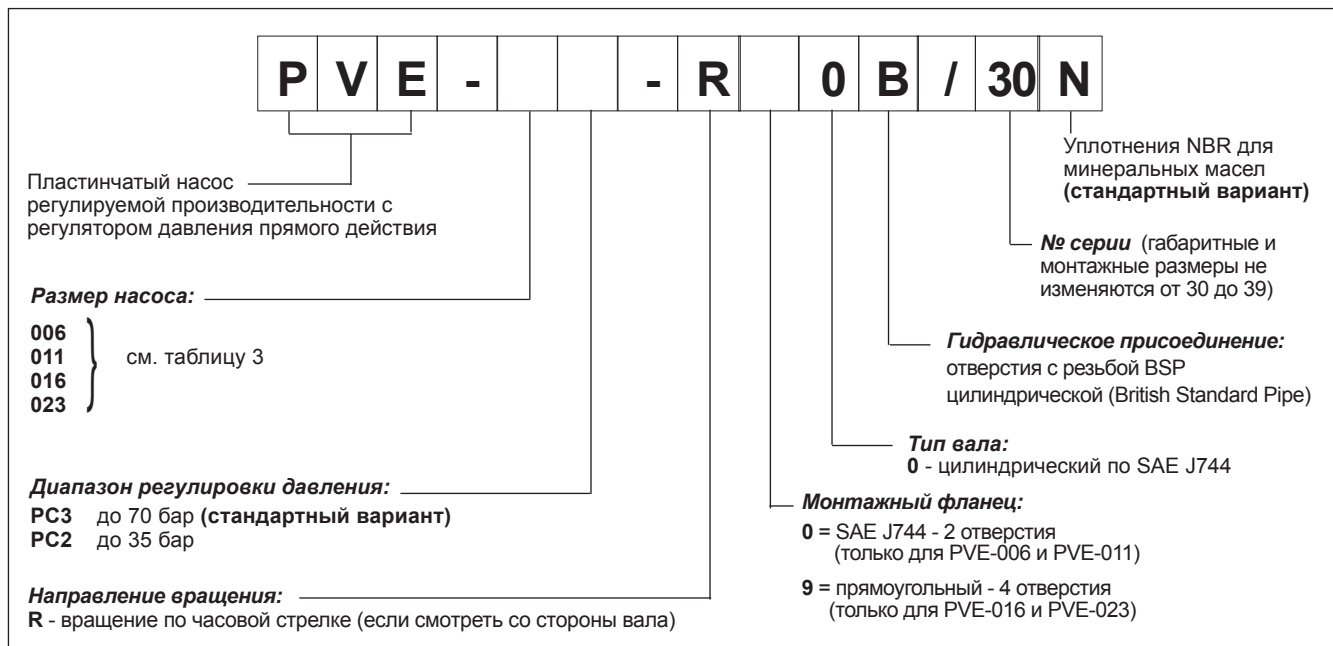 P V E - - R 0 B / 30 N
Пластинчатый насос
регулируемой производительности с
регулятором давления прямого действия
Уплотнения NBR для
минеральных масел
(стандартный вариант)
№ серии (габаритные и
монтажные размеры не
изменяются от 30 до 39)
Размер насоса:
006
011
016
023
см. таблицу 3
Гидравлическое присоединение:
отверстия с резьбой BSP
цилиндрической (British Standard Pipe)
Тип вала:
0 - цилиндрический по SAE J744
Диапазон регулировки давления:
PC3 до 70 бар (стандартный вариант)
PC2 до 35 бар
Монтажный фланец:
0 = SAE J744 - 2 отверстия
(только для PVE-006 и PVE-011)
9 = прямоугольный - 4 отверстия
(только для PVE-016 и PVE-023)
Направление вращения:
R - вращение по часовой стрелке (если смотреть со стороны вала)